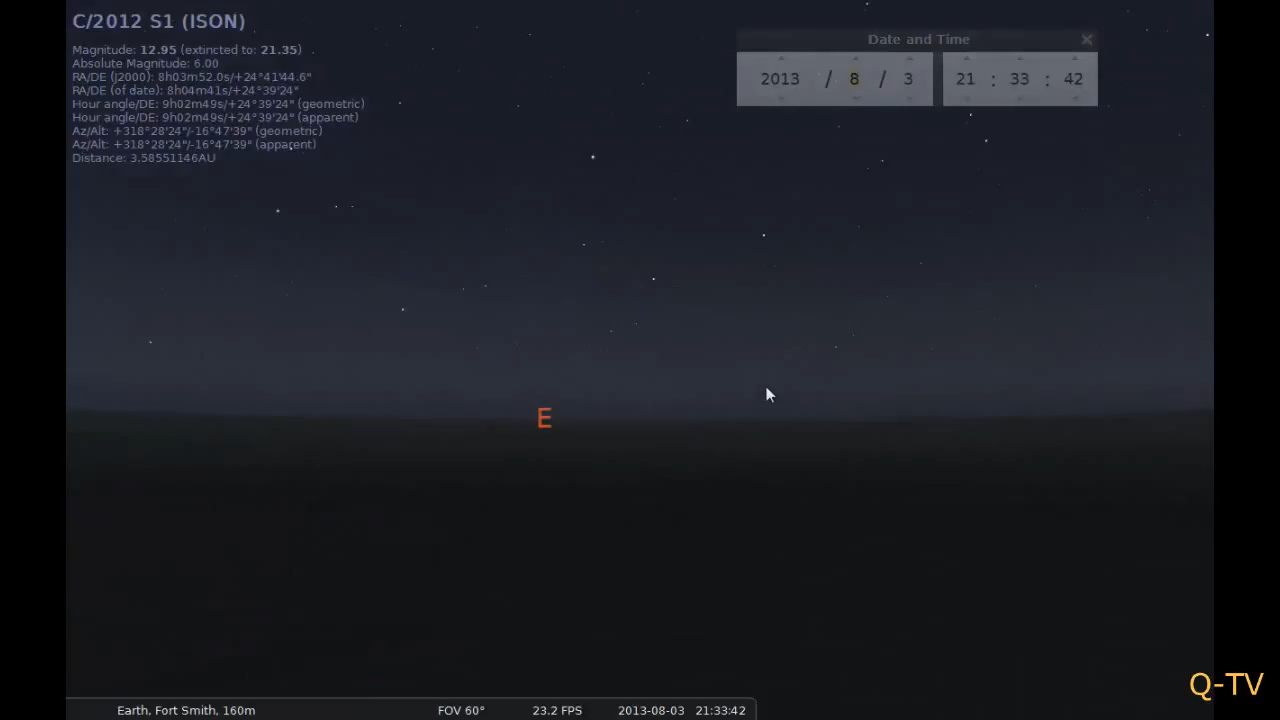 C/2012 S1 (ISON)
Magnitude: 12.95 (extincted to: 21.35)
Absolute Magnitude: 6.00
RA/DE (J2000): 8h03m52.0s/+24°41'44.6"
RA/DE (of date): 8h04m41s/+24°39'24"
Hour angle/DE: 9h02m49s/+24°39'24" (geometric)
Hour angle/DE: 9h02m49s/+24°39'24" (apparent)
Az/Alt: +318°28'24"/-16°47'39" (geometric)
Az/Alt: +318°28'24"/-16°47'39" (apparent)
Distance: 3.58551146AU
Date and Time
2013 / 8 / 3 21 : 33 : 42
E
Q-TV
Earth, Fort Smith, 160m FOV 60° 23.2 FPS 2013-08-03 21:33:42